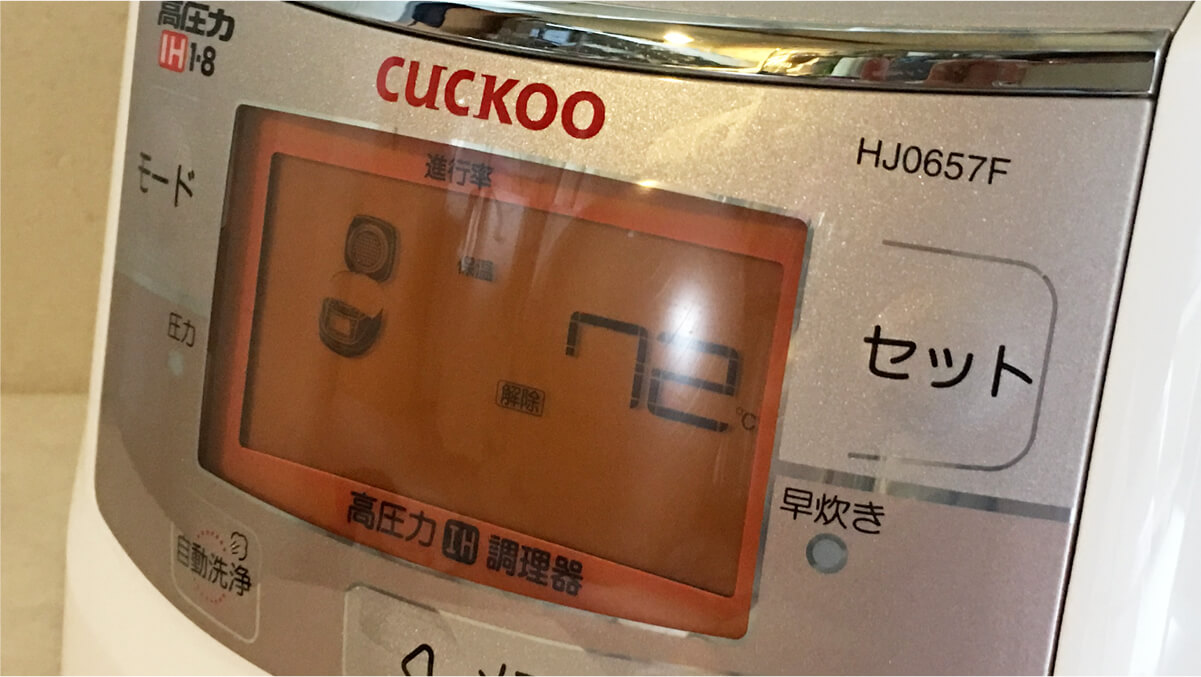 高圧力
IH 1·8
CUCKOO
HJ0657F
モード
進行率
保温
圧力
72
℃
解除
セット
高圧力 IH 調理器
早炊き
自動洗浄